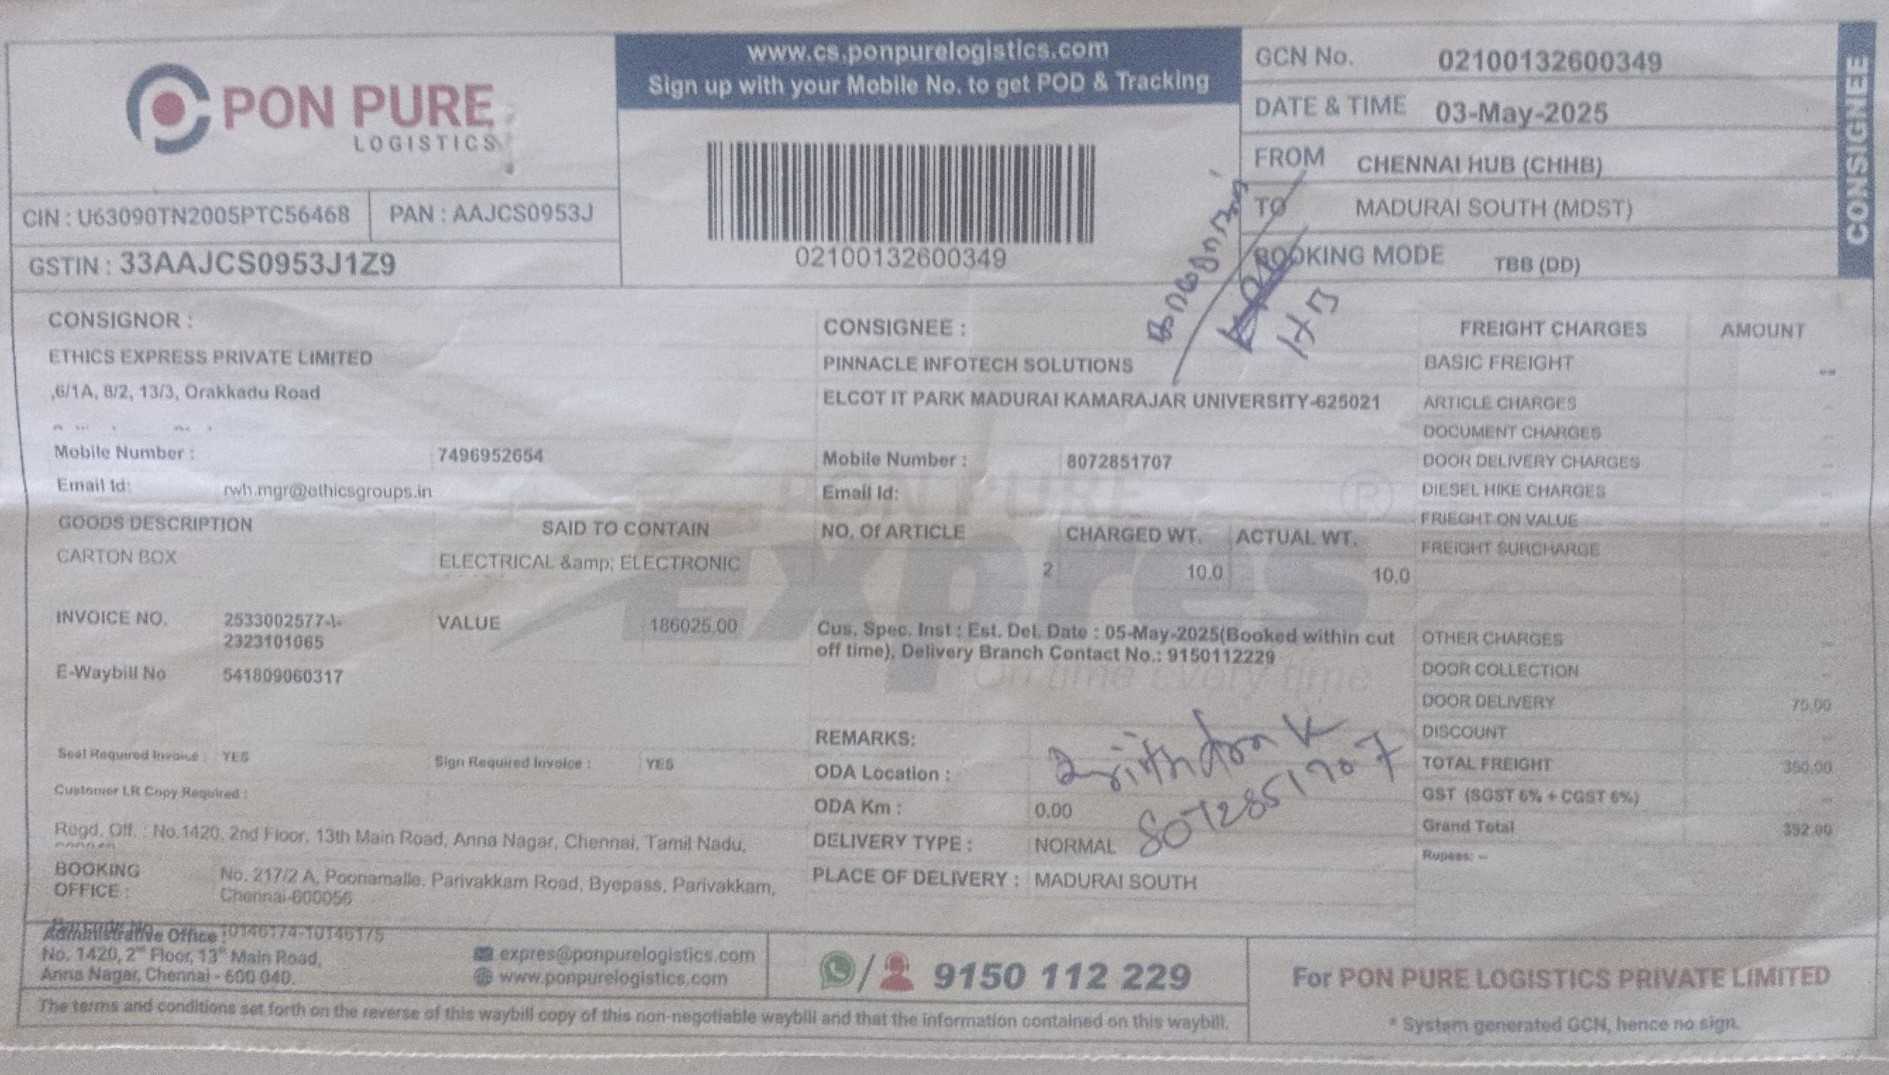 PON PURE
LOGISTICS
www.cs.ponpurelogistics.com
Sign up with your Mobile No. to get POD & Tracking
02100132600349
GCN No. 02100132600349
DATE & TIME 03-May-2025
FROM CHENNAI HUB (CHHB)
TO MADURAI SOUTH (MDST)
BOOKING MODE TBB (DD)
CONSIGNEE
CIN : U63090TN2005PTC56468 PAN : AAJCS0953J
GSTIN : 33AAJCS0953J1Z9
CONSIGNOR :
ETHICS EXPRESS PRIVATE LIMITED
,6/1A, 8/2, 13/3, Orakkadu Road
Mobile Number : 7496952654
Email Id: rwh.mgr@ethicsgroups.in
CONSIGNEE :
PINNACLE INFOTECH SOLUTIONS
ELCOT IT PARK MADURAI KAMARAJAR UNIVERSITY-625021
Mobile Number : 8072851707
Email Id:
GOODS DESCRIPTION SAID TO CONTAIN NO. Of ARTICLE CHARGED WT. ACTUAL WT.
CARTON BOX ELECTRICAL &amp; ELECTRONIC 2 10.0 10.0
INVOICE NO. 2533002577-\-
2323101065
VALUE 186025.00
E-Waybill No 541809060317
Cus. Spec. Inst : Est. Del. Date : 05-May-2025(Booked within cut
off time), Delivery Branch Contact No.: 9150112229
PON PURE ®
Expres
On time Every time
Seal Required Invoice : YES Sign Required Invoice : YES
Customer LR Copy Required :
REMARKS:
ODA Location :
ODA Km : 0.00
DELIVERY TYPE : NORMAL
PLACE OF DELIVERY : MADURAI SOUTH
8072851707
Regd. Off. : No.1420, 2nd Floor, 13th Main Road, Anna Nagar, Chennai, Tamil Nadu,
BOOKING
OFFICE :
No. 217/2 A, Poonamalle, Parivakkam Road, Byepass, Parivakkam,
Chennai-600056
10146174-10146175
FREIGHT CHARGES AMOUNT
BASIC FREIGHT --
ARTICLE CHARGES
DOCUMENT CHARGES
DOOR DELIVERY CHARGES
DIESEL HIKE CHARGES
FRIEGHT ON VALUE
FREIGHT SURCHARGE
OTHER CHARGES
DOOR COLLECTION
DOOR DELIVERY 75.00
DISCOUNT
TOTAL FREIGHT 350.00
GST (SGST 6% + CGST 6%)
Grand Total 392.00
Rupees: --
Administrative Office :
No. 1420, 2nd Floor, 13th Main Road,
Anna Nagar, Chennai - 600 040.
expres@ponpurelogistics.com
www.ponpurelogistics.com
/ 9150 112 229
For PON PURE LOGISTICS PRIVATE LIMITED
* System generated GCN, hence no sign.
The terms and conditions set forth on the reverse of this waybill copy of this non-negotiable waybill and that the information contained on this waybill.